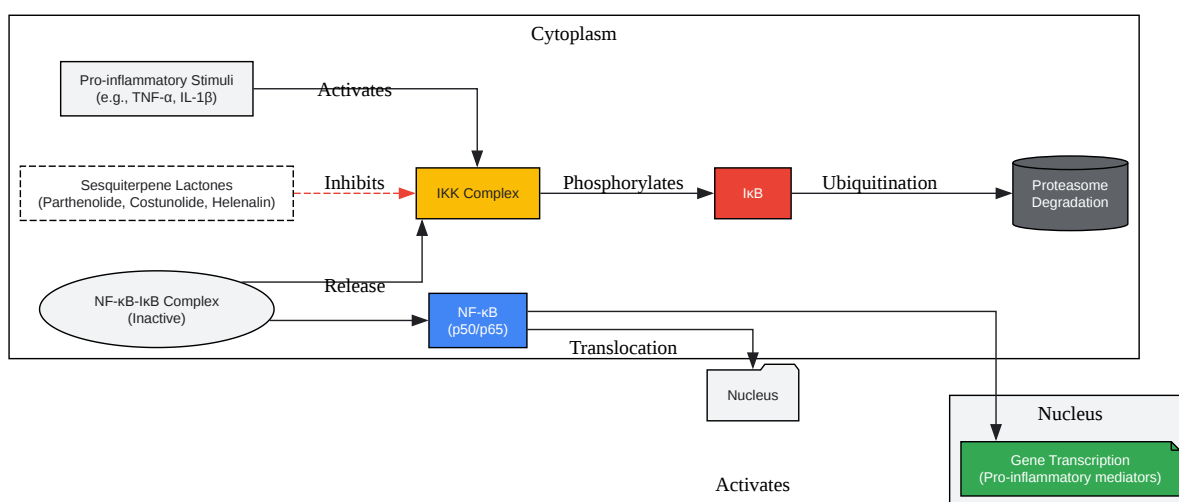 Cytoplasm
Pro-inflammatory Stimuli
(e.g., TNF-α, IL-1β)
Activates
Sesquiterpene Lactones
(Parthenolide, Costunolide, Helenalin)
Inhibits
IKK Complex
Phosphorylates
IκB
Ubiquitination
Proteasome
Degradation
NF-κB-IκB Complex
(Inactive)
Release
NF-κB
(p50/p65)
Translocation
Nucleus
Nucleus
Gene Transcription
(Pro-inflammatory mediators)
Activates